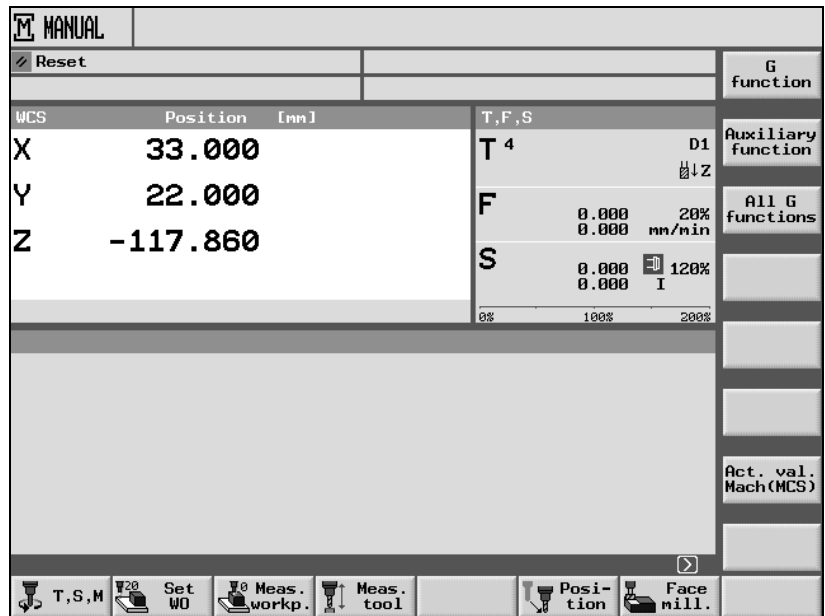 M MANUAL
Reset
WCS Position [mm]
X 33.000
Y 22.000
Z -117.860
T,F,S
T 4 D1
Z
F 0.000 20%
0.000 mm/min
S 0.000 120%
0.000 I
0% 100% 200%
G
function
Auxiliary
function
All G
functions
Act. val.
Mach(MCS)
T,S,M
20 Set
WO
0 Meas.
workp.
Meas.
tool
Posi-
tion
Face
mill.